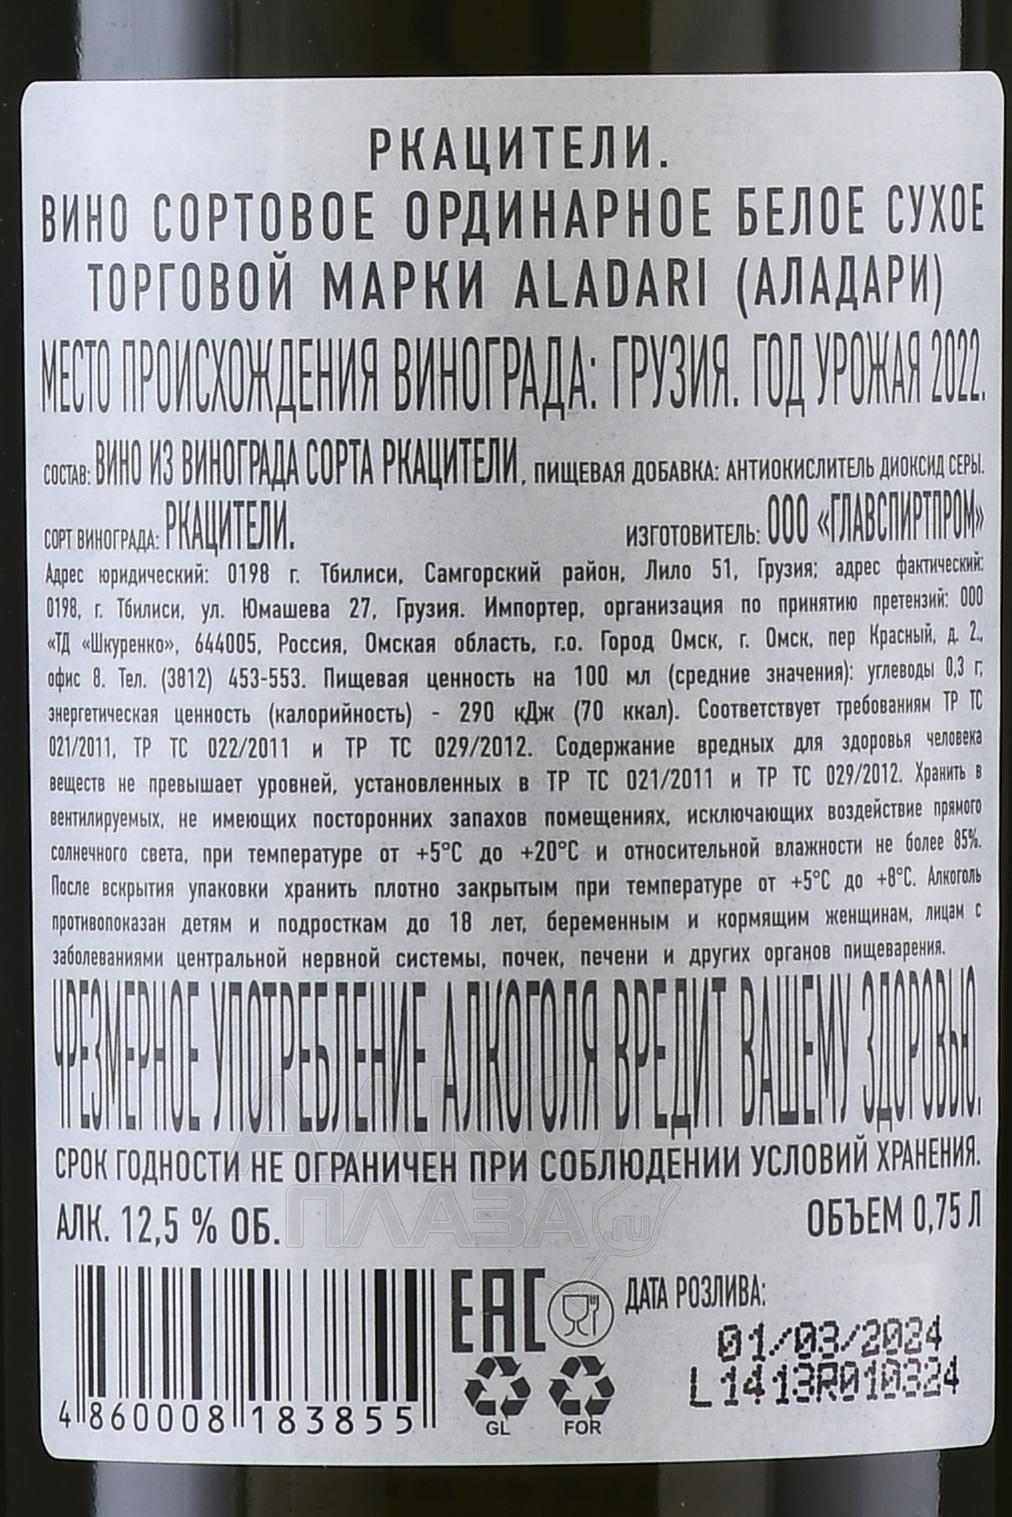 РКАЦИТЕЛИ.
ВИНО СОРТОВОЕ ОРДИНАРНОЕ БЕЛОЕ СУХОЕ
ТОРГОВОЙ МАРКИ ALADARI (АЛАДАРИ)
МЕСТО ПРОИСХОЖДЕНИЯ ВИНОГРАДА: ГРУЗИЯ. ГОД УРОЖАЯ 2022.
СОСТАВ: ВИНО ИЗ ВИНОГРАДА СОРТА РКАЦИТЕЛИ, ПИЩЕВАЯ ДОБАВКА: АНТИОКИСЛИТЕЛЬ ДИОКСИД СЕРЫ.
СОРТ ВИНОГРАДА: РКАЦИТЕЛИ. ИЗГОТОВИТЕЛЬ: ООО «ГЛАВСПИРТПРОМ»
Адрес юридический: 0198 г. Тбилиси, Самгорский район, Лило 51, Грузия; адрес фактический:
0198, г. Тбилиси, ул. Юмашева 27, Грузия. Импортер, организация по принятию претензий: ООО
«ТД «Шкуренко», 644005, Россия, Омская область, г.о. Город Омск, г. Омск, пер Красный, д. 2.,
офис 8. Тел. (3812) 453-553. Пищевая ценность на 100 мл (средние значения): углеводы 0,3 г;
энергетическая ценность (калорийность) - 290 кДж (70 ккал). Соответствует требованиям ТР ТС
021/2011, ТР ТС 022/2011 и ТР ТС 029/2012. Содержание вредных для здоровья человека
веществ не превышает уровней, установленных в ТР ТС 021/2011 и ТР ТС 029/2012. Хранить в
вентилируемых, не имеющих посторонних запахов помещениях, исключающих воздействие прямого
солнечного света, при температуре от +5°C до +20°C и относительной влажности не более 85%.
После вскрытия упаковки хранить плотно закрытым при температуре от +5°C до +8°C. Алкоголь
противопоказан детям и подросткам до 18 лет, беременным и кормящим женщинам, лицам с
заболеваниями центральной нервной системы, почек, печени и других органов пищеварения.
ЧРЕЗМЕРНОЕ УПОТРЕБЛЕНИЕ АЛКОГОЛЯ ВРЕДИТ ВАШЕМУ ЗДОРОВЬЮ.
СРОК ГОДНОСТИ НЕ ОГРАНИЧЕН ПРИ СОБЛЮДЕНИИ УСЛОВИЙ ХРАНЕНИЯ.
АЛК. 12,5 % ОБ. ОБЪЕМ 0,75 Л
АЛКО
ПЛАЗА.ru
EAC ДАТА РОЗЛИВА:
01/03/2024
L1413R010324
4 860008 183855
GL FOR